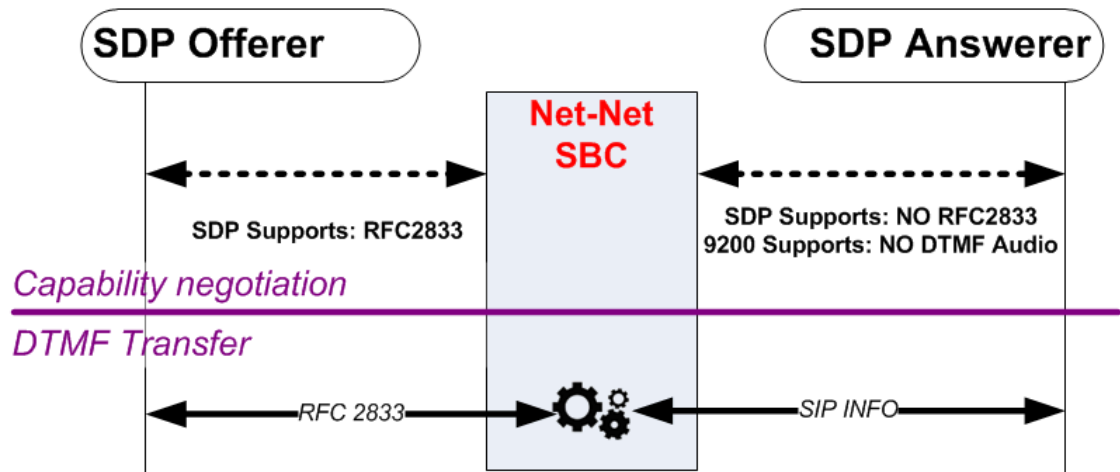 SDP Offerer
SDP Answerer
Net-Net
SBC
SDP Supports: RFC2833
SDP Supports: NO RFC2833
9200 Supports: NO DTMF Audio
Capability negotiation
DTMF Transfer
RFC 2833
SIP INFO